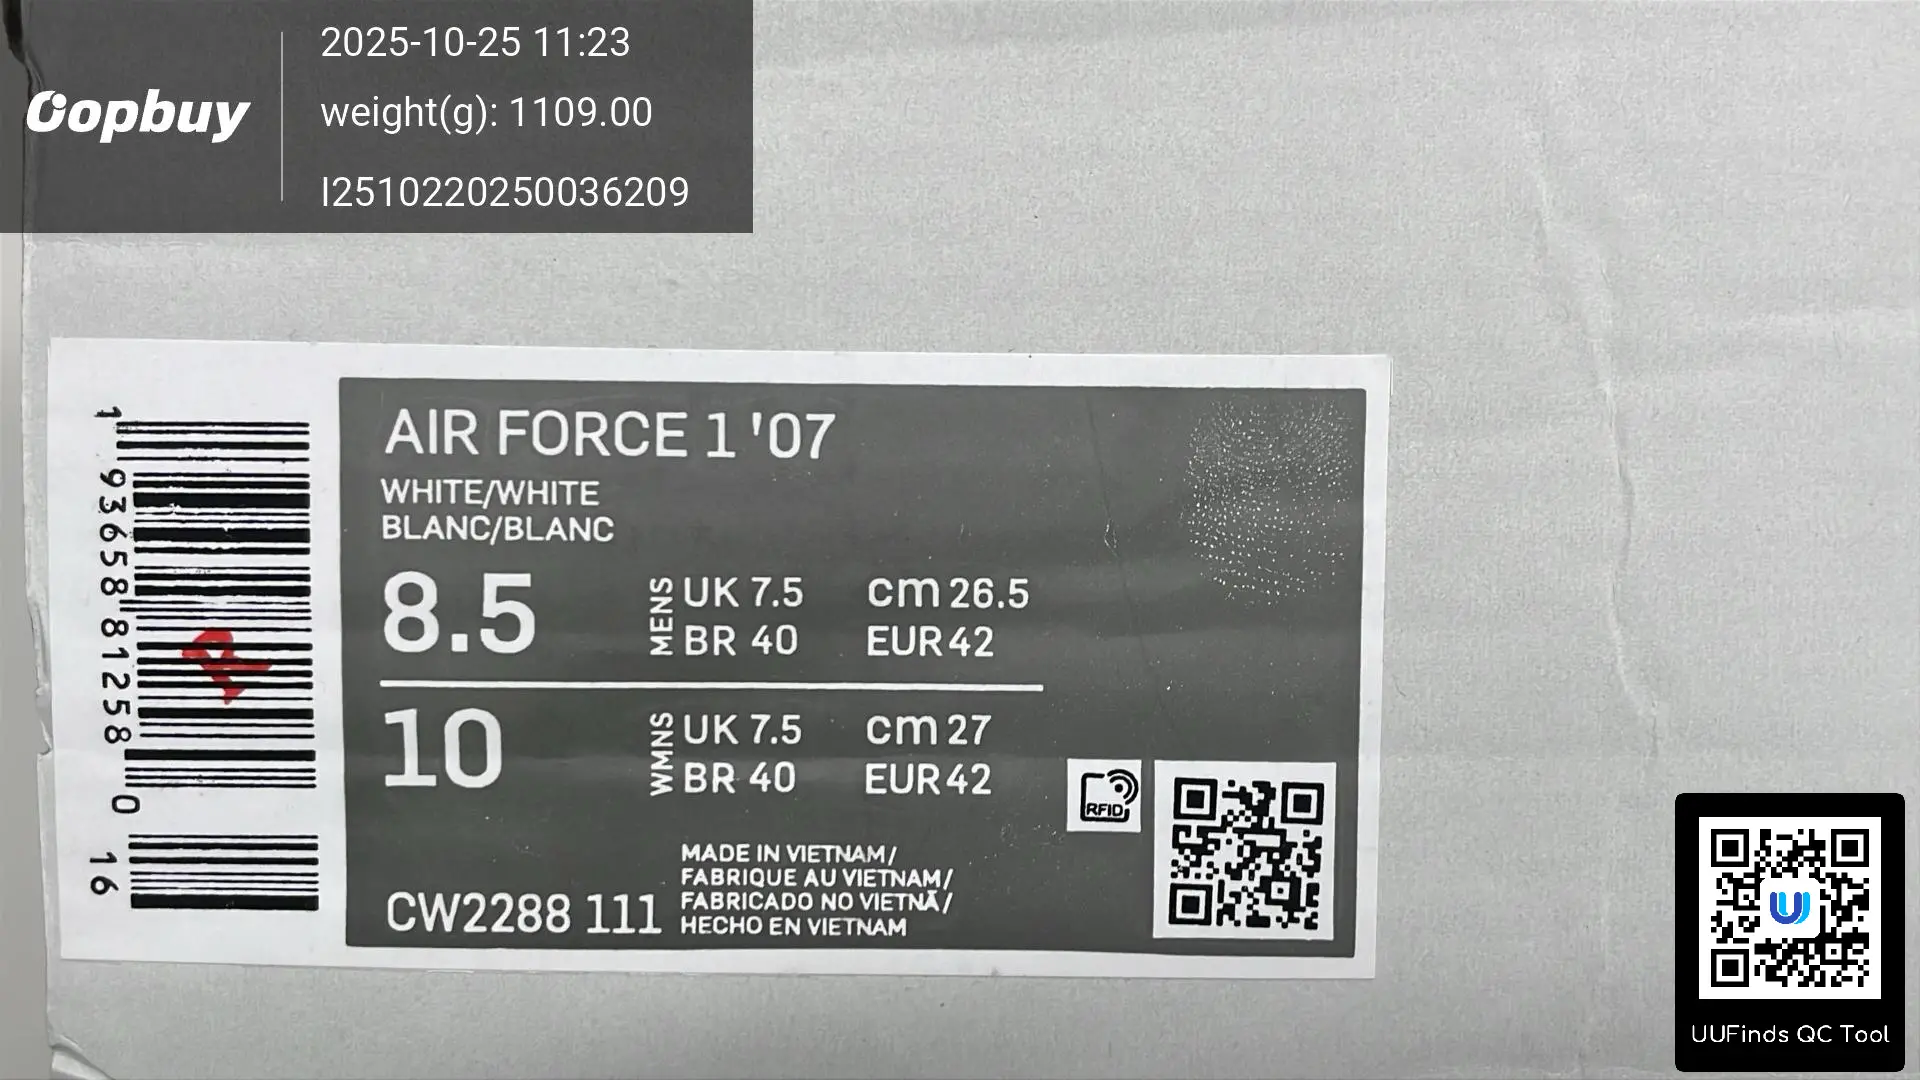 Oopbuy
2025-10-25 11:23
weight(g): 1109.00
I2510220250036209
1 93658 81258 0
16
AIR FORCE 1 '07
WHITE/WHITE
BLANC/BLANC
8.5
MENS
UK 7.5
cm 26.5
BR 40
EUR 42
10
WMNS
UK 7.5
cm 27
BR 40
EUR 42
RFID
CW2288 111
MADE IN VIETNAM/
FABRIQUE AU VIETNAM/
FABRICADO NO VIETNÃ/
HECHO EN VIETNAM
R
U
UUFinds QC Tool